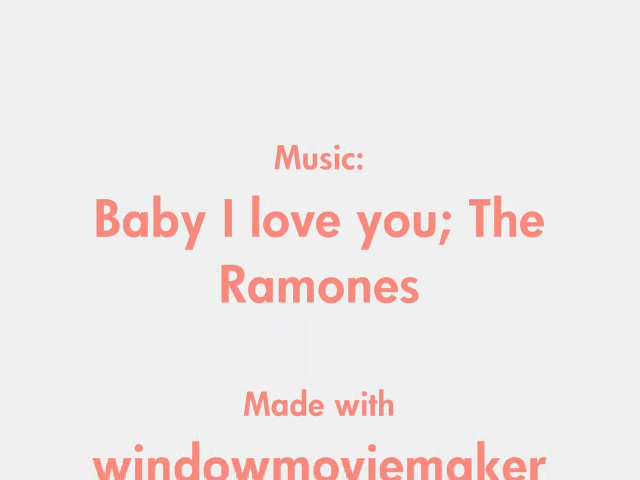 Music:
Baby I love you; The
Ramones
Made with
windowmoviemaker